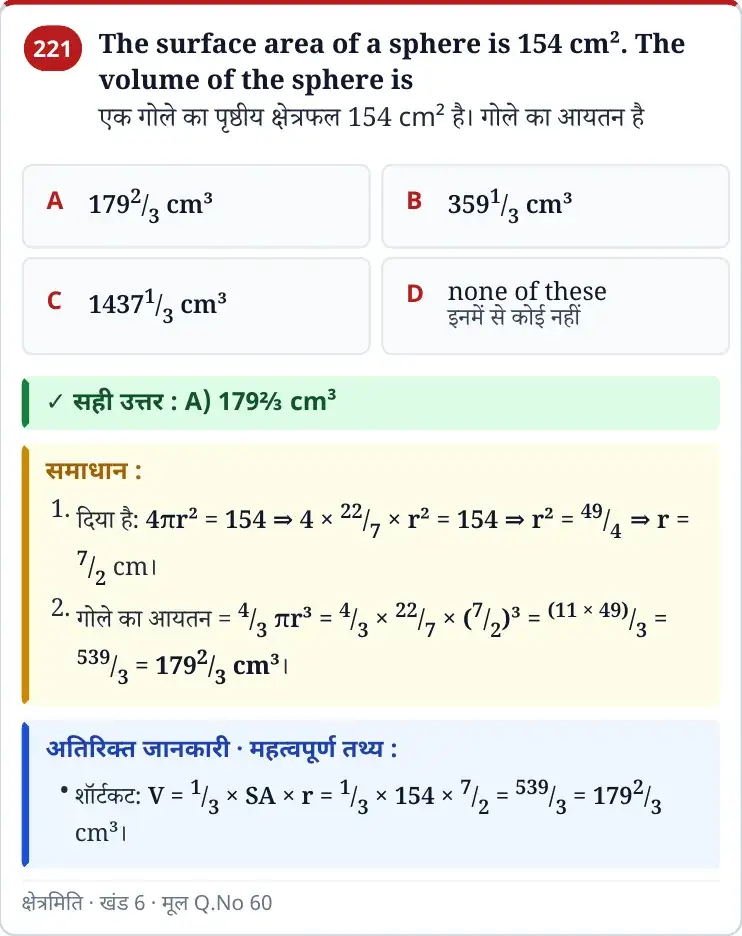 221 The surface area of a sphere is 154 cm². The
volume of the sphere is
एक गोले का पृष्ठीय क्षेत्रफल 154 cm² है। गोले का आयतन है
A 179²/₃ cm³
B 359¹/₃ cm³
C 1437¹/₃ cm³
D none of these
इनमें से कोई नहीं
✓ सही उत्तर : A) 179⅔ cm³
समाधान :
1. दिया है: 4πr² = 154 ⇒ 4 × ²²/₇ × r² = 154 ⇒ r² = ⁴⁹/₄ ⇒ r =
⁷/₂ cm।
2. गोले का आयतन = ⁴/₃ πr³ = ⁴/₃ × ²²/₇ × (⁷/₂)³ = ⁽¹¹ ˣ ⁴⁹⁾/₃ =
⁵³⁹/₃ = 179²/₃ cm³।
अतिरिक्त जानकारी · महत्वपूर्ण तथ्य :
• शॉर्टकट: V = ¹/₃ × SA × r = ¹/₃ × 154 × ⁷/₂ = ⁵³⁹/₃ = 179²/₃
cm³।
क्षेत्रमिति · खंड 6 · मूल Q.No 60